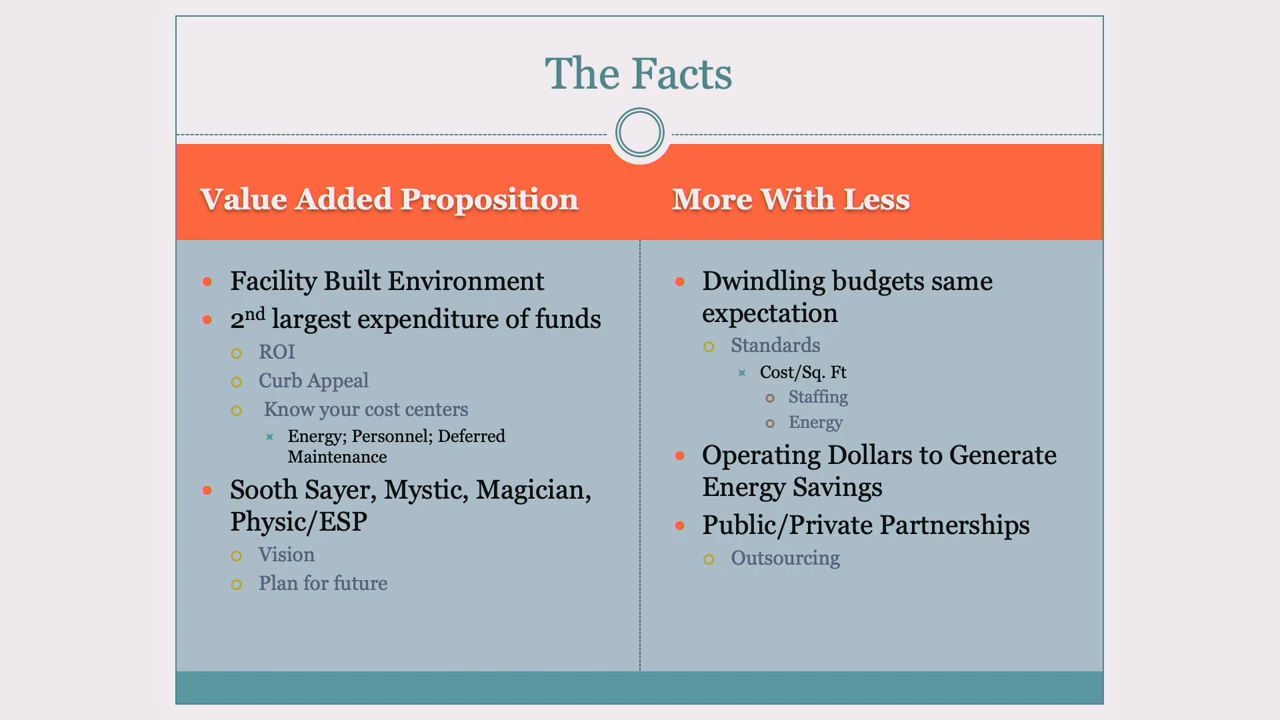 The Facts
Value Added Proposition
Facility Built Environment
2nd largest expenditure of funds
ROI
Curb Appeal
Know your cost centers
Energy; Personnel; Deferred
Maintenance
Sooth Sayer, Mystic, Magician,
Physic/ESP
Vision
Plan for future
More With Less
Dwindling budgets same
expectation
Standards
Cost/Sq. Ft
Staffing
Energy
Operating Dollars to Generate
Energy Savings
Public/Private Partnerships
Outsourcing